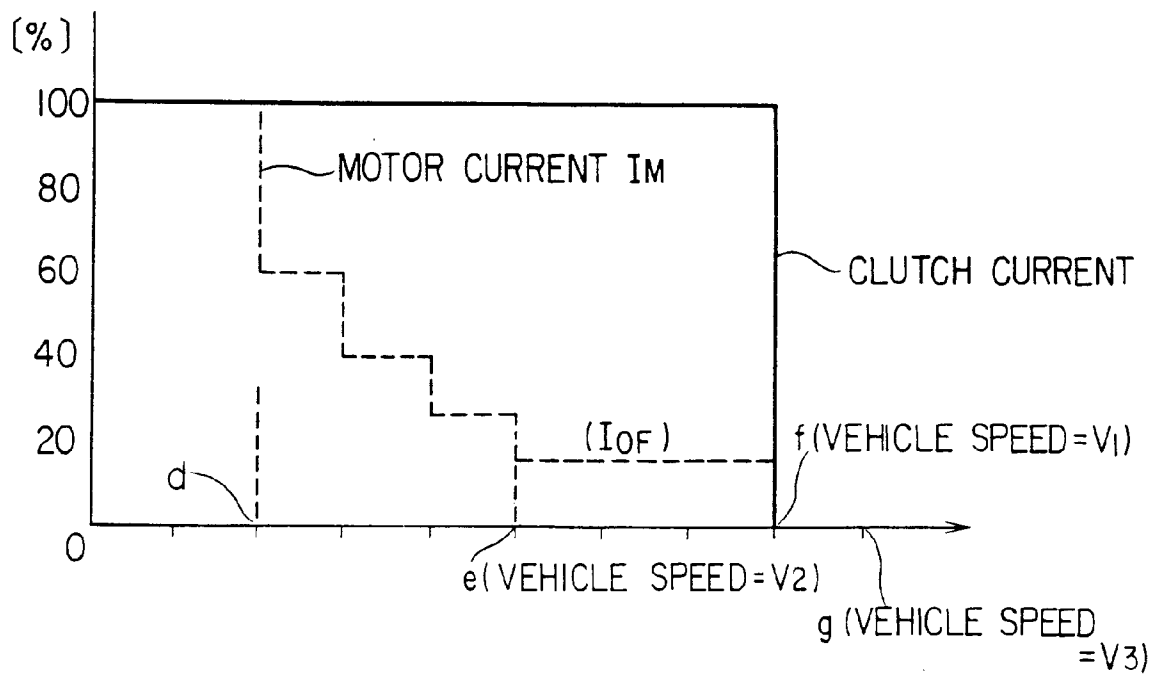 [%]
100
80
60
40
20
0
MOTOR CURRENT IM
CLUTCH CURRENT
(IOF)
f(VEHICLE SPEED=V1)
d
e(VEHICLE SPEED=V2)
g(VEHICLE SPEED
=V3)